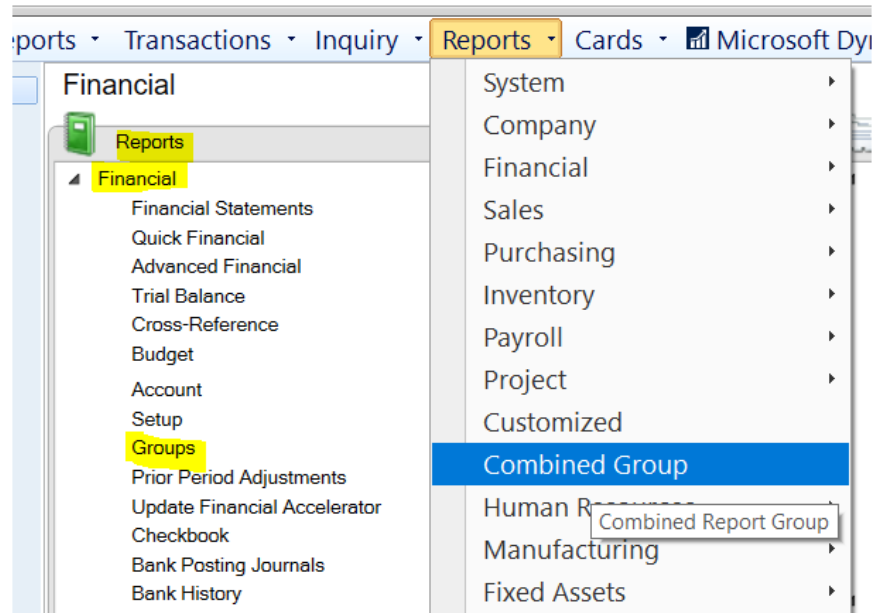 ports Transactions Inquiry Reports Cards Microsoft Dy
Financial
Reports
Financial
Financial Statements
Quick Financial
Advanced Financial
Trial Balance
Cross-Reference
Budget
Account
Setup
Groups
Prior Period Adjustments
Update Financial Accelerator
Checkbook
Bank Posting Journals
Bank History
System
Company
Financial
Sales
Purchasing
Inventory
Payroll
Project
Customized
Combined Group
Human Resources
Combined Report Group
Manufacturing
Fixed Assets